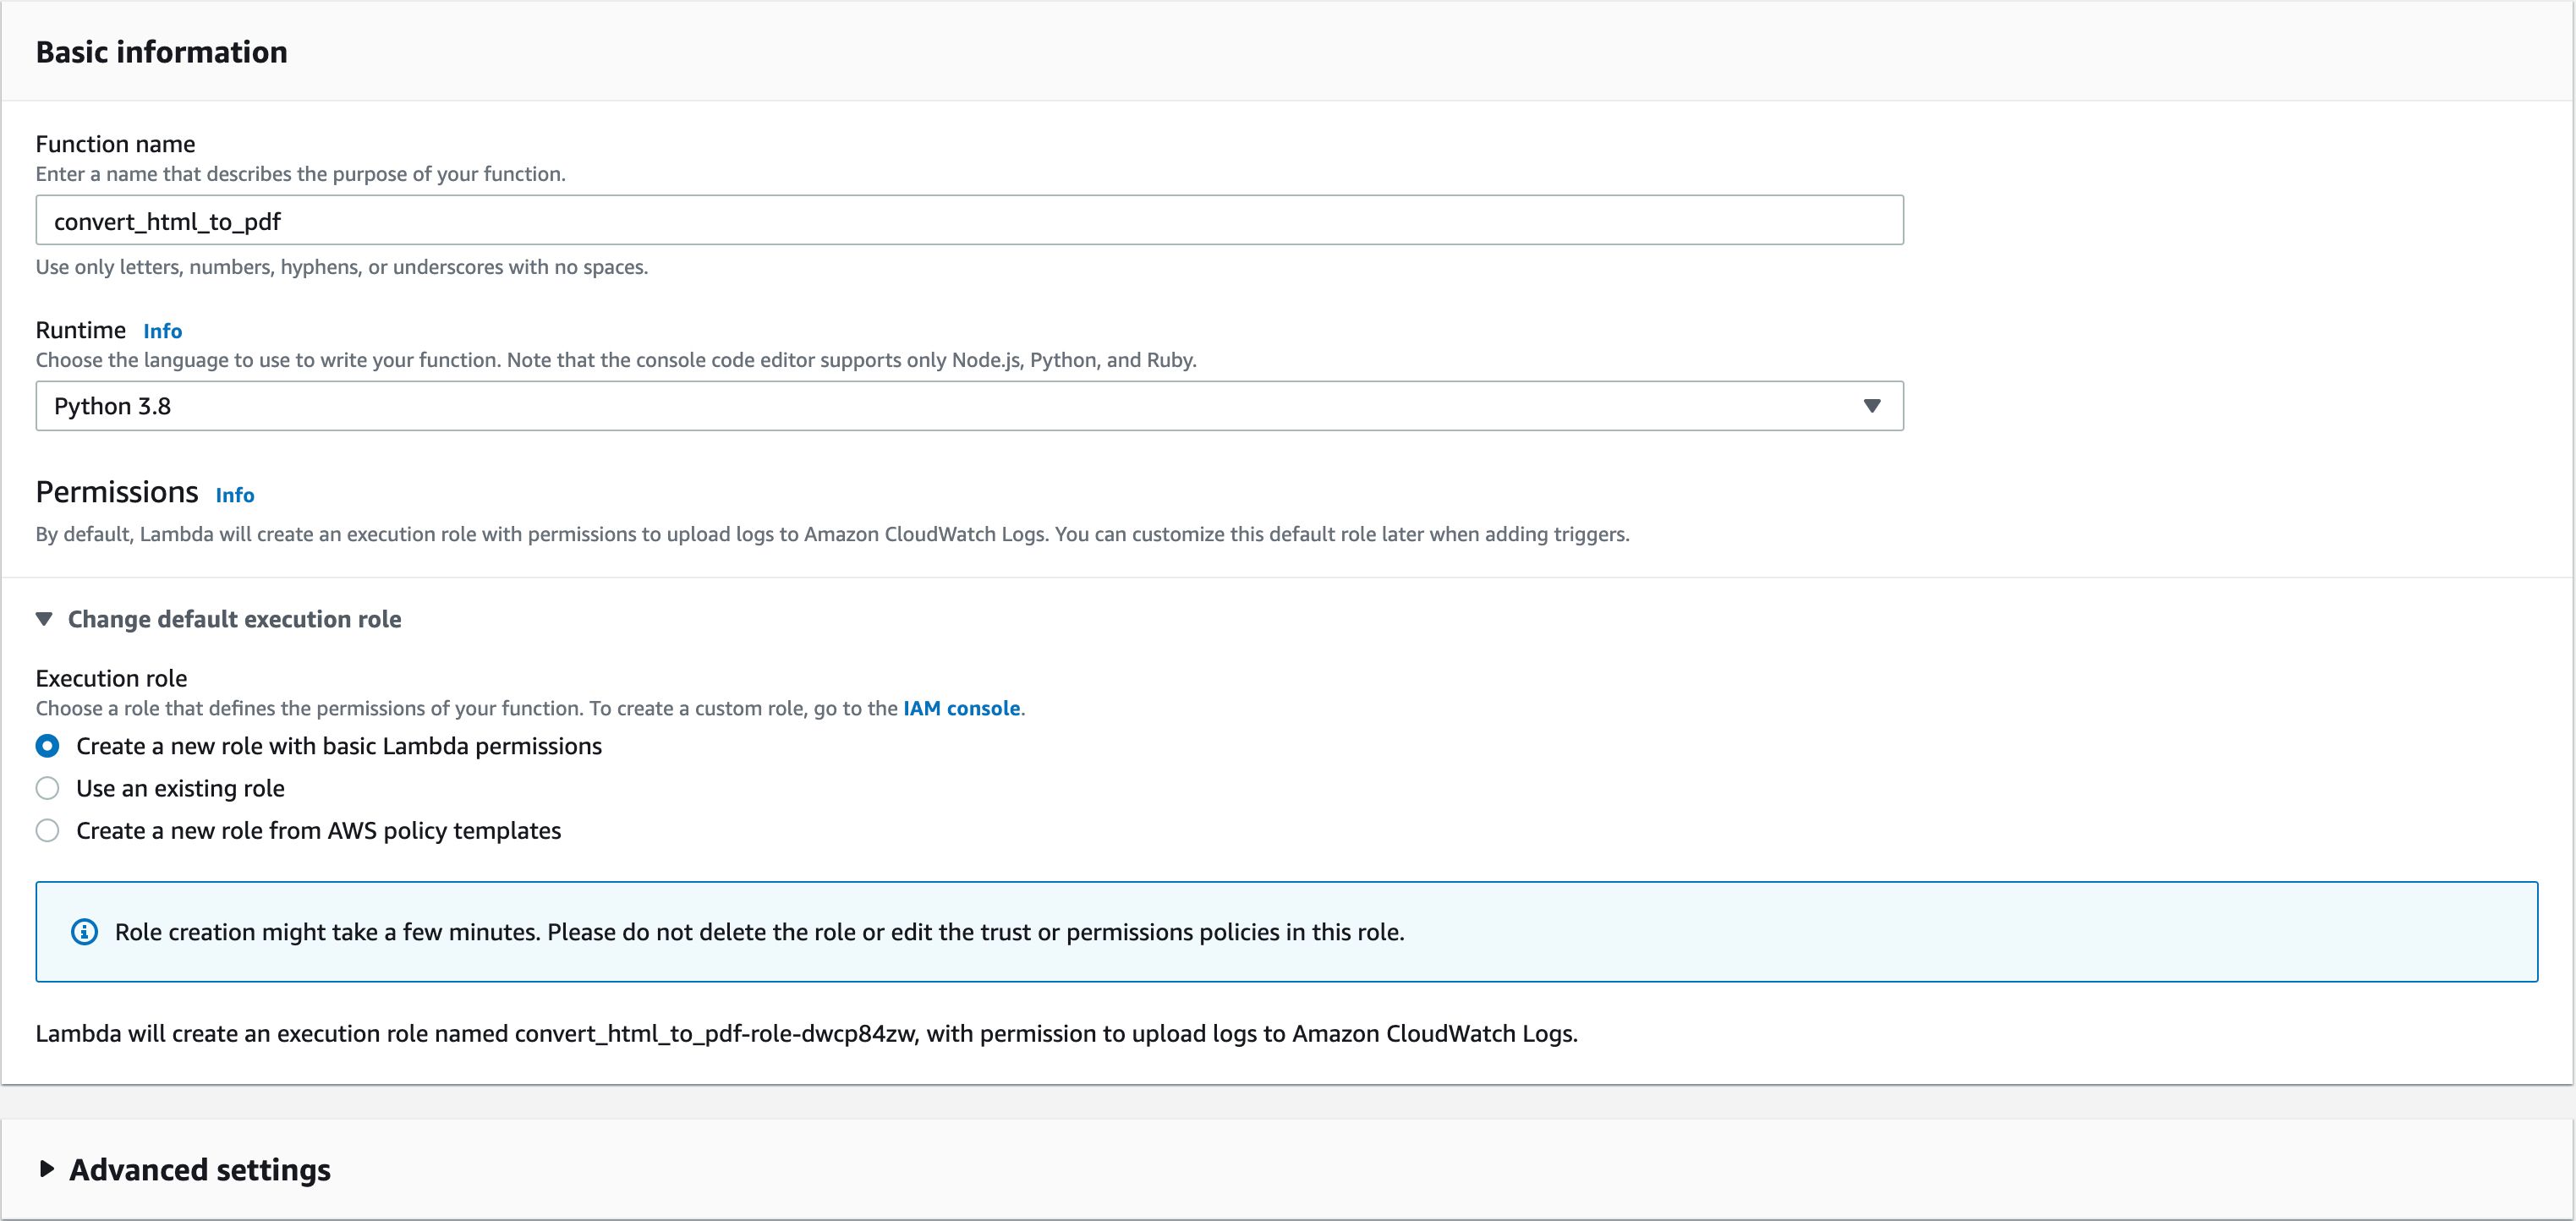 Basic information
Function name
Enter a name that describes the purpose of your function.
convert_html_to_pdf
Use only letters, numbers, hyphens, or underscores with no spaces.
Runtime Info
Choose the language to use to write your function. Note that the console code editor supports only Node.js, Python, and Ruby.
Python 3.8
Permissions Info
By default, Lambda will create an execution role with permissions to upload logs to Amazon CloudWatch Logs. You can customize this default role later when adding triggers.
Change default execution role
Execution role
Choose a role that defines the permissions of your function. To create a custom role, go to the IAM console.
Create a new role with basic Lambda permissions
Use an existing role
Create a new role from AWS policy templates
Role creation might take a few minutes. Please do not delete the role or edit the trust or permissions policies in this role.
Lambda will create an execution role named convert_html_to_pdf-role-dwcp84zw, with permission to upload logs to Amazon CloudWatch Logs.
Advanced settings